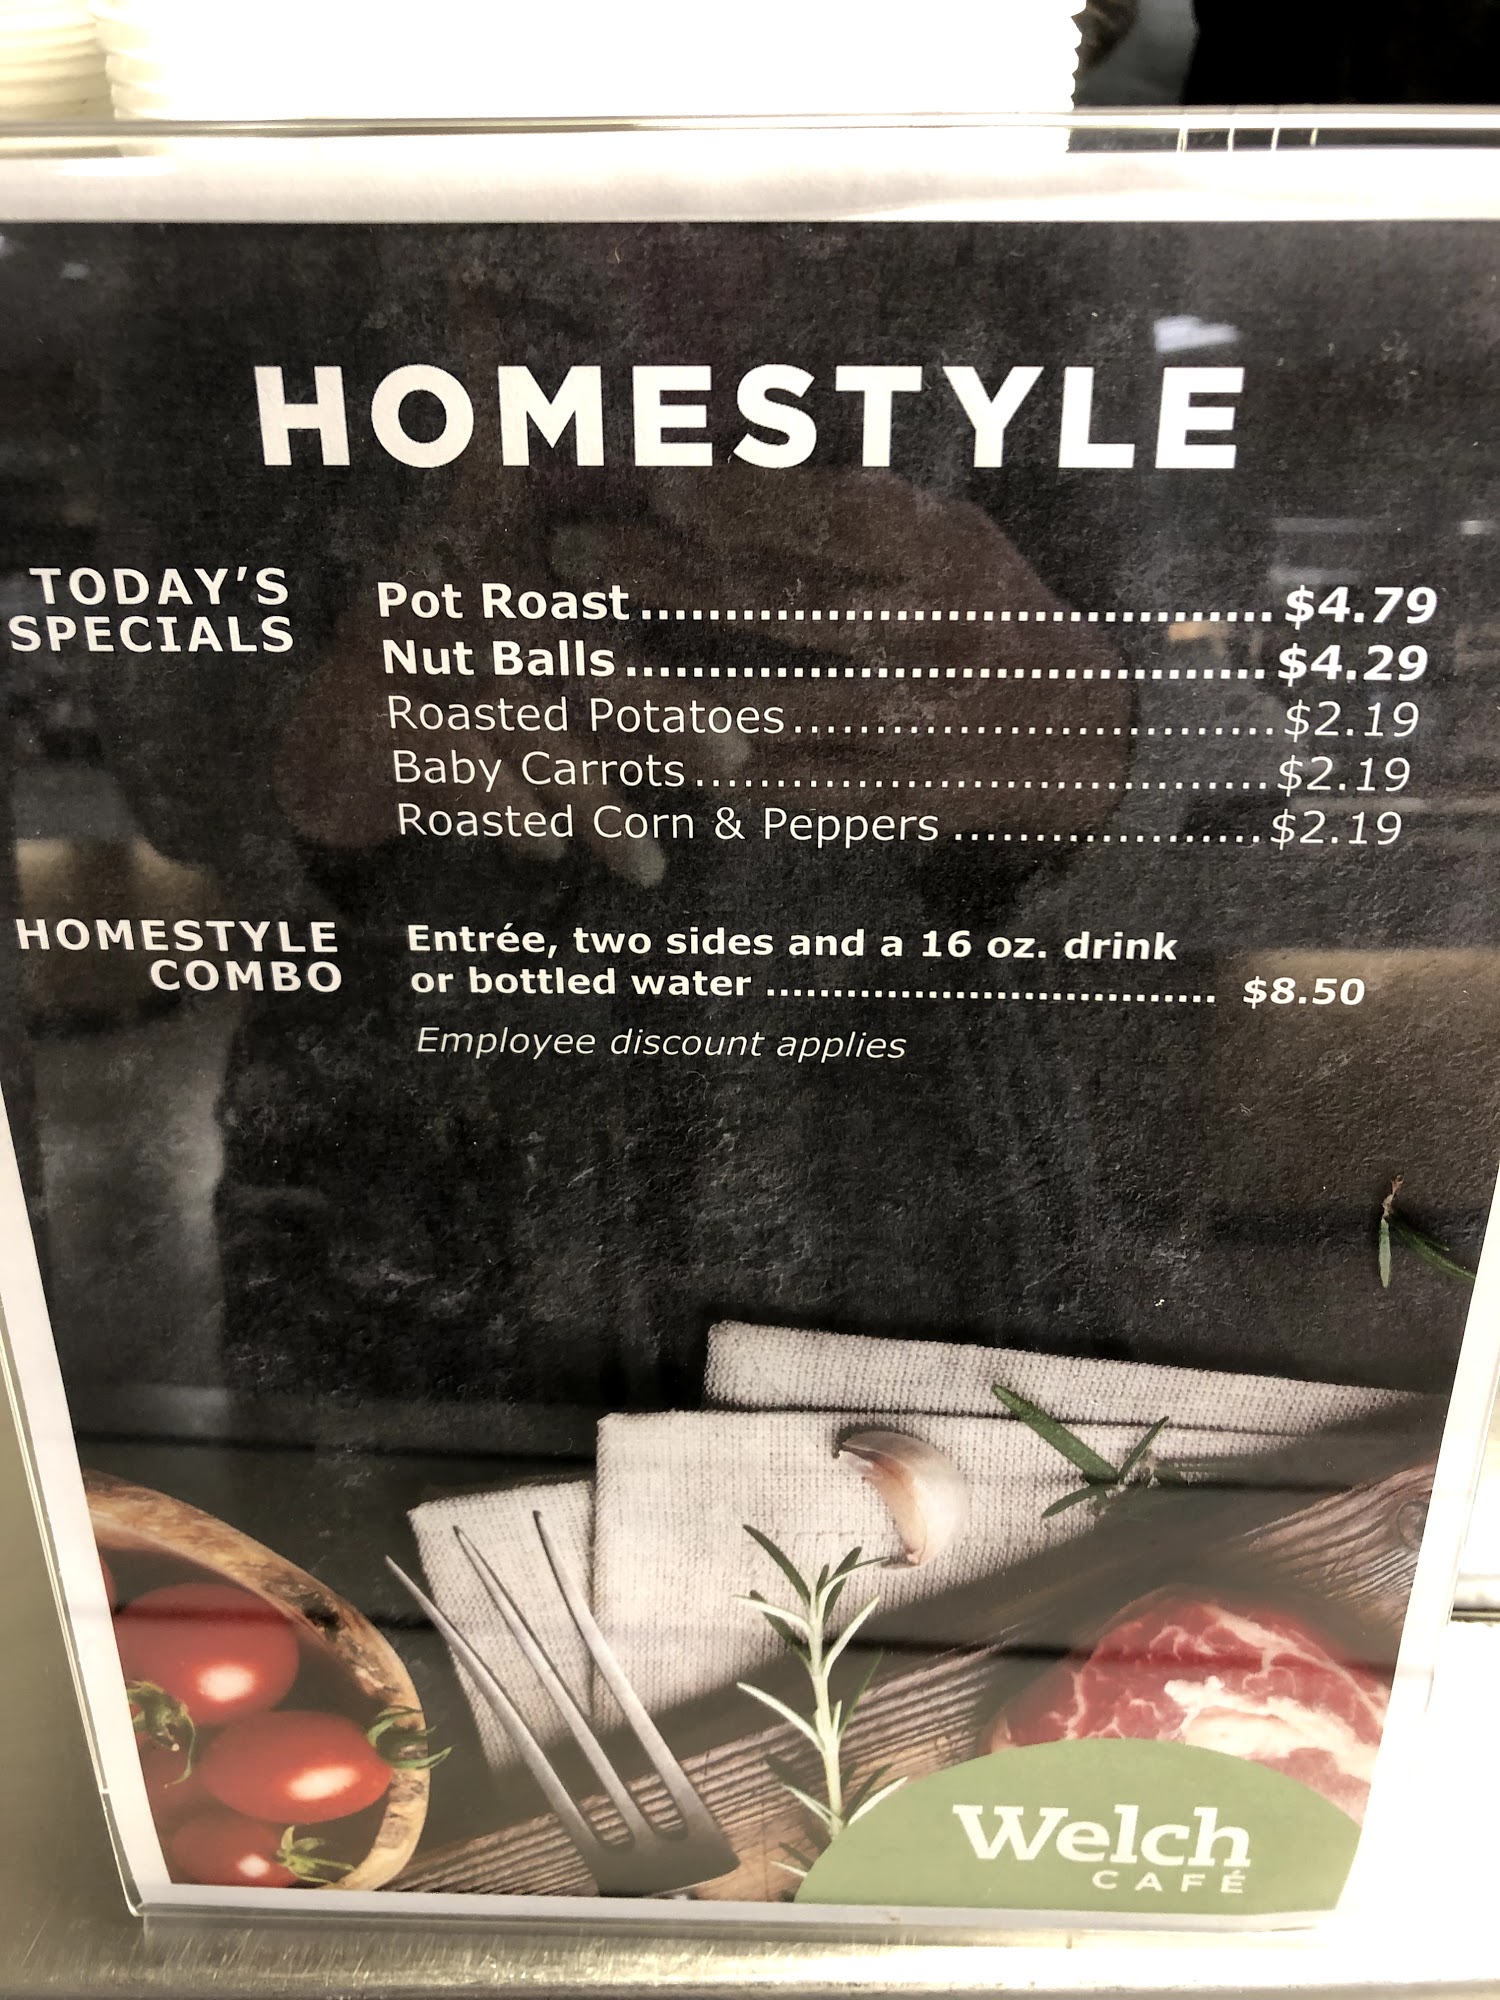 HOMESTYLE
TODAY'S
SPECIALS
Pot Roast ........................................ $4.79
Nut Balls ........................................ $4.29
Roasted Potatoes .............................. $2.19
Baby Carrots .................................... $2.19
Roasted Corn & Peppers .................... $2.19
HOMESTYLE
COMBO
Entrée, two sides and a 16 oz. drink
or bottled water .................................. $8.50
Employee discount applies
Welch
CAFÉ